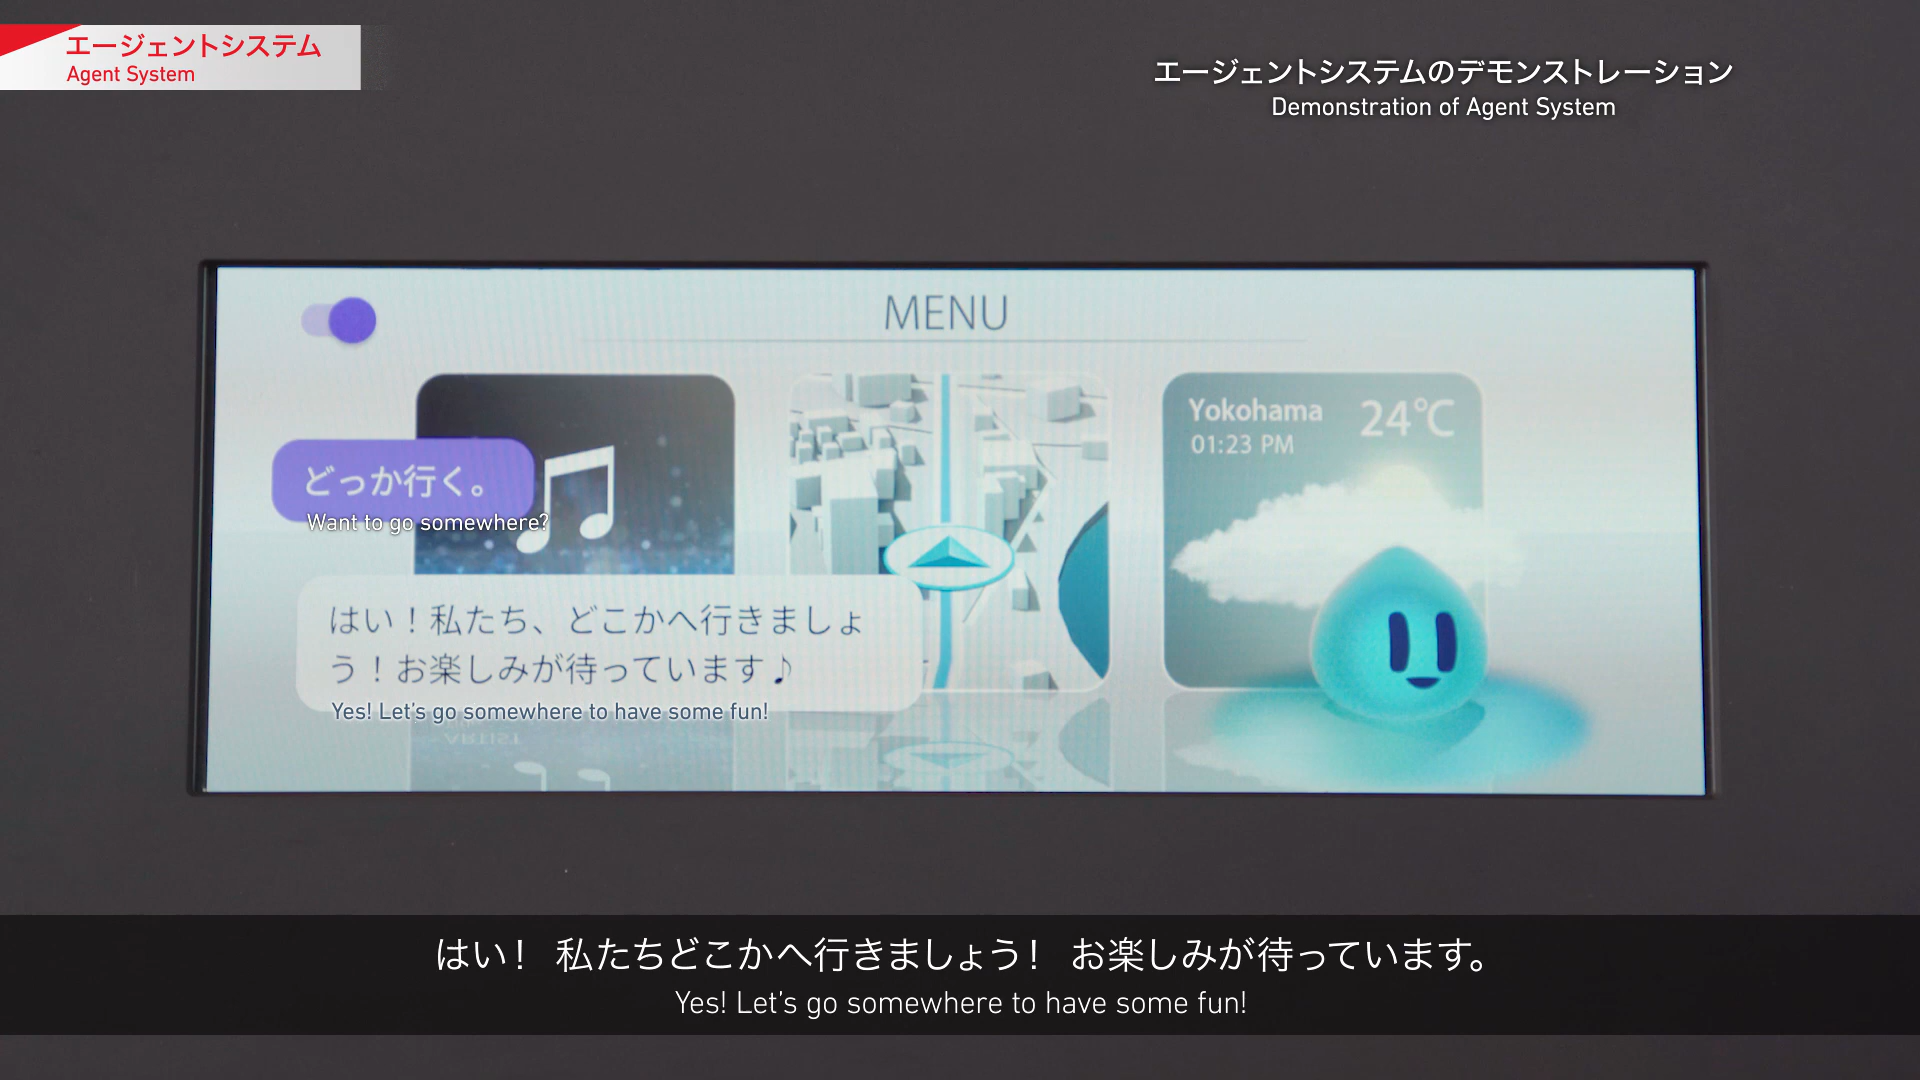 エージェントシステム
Agent System
エージェントシステムのデモンストレーション
Demonstration of Agent System
MENU
Yokohama 24℃
01:23 PM
どっか行く。
Want to go somewhere?
はい！私たち、どこかへ行きましょ
う！お楽しみが待っています♪
Yes! Let's go somewhere to have some fun!
ARTIST
はい！ 私たちどこかへ行きましょう！ お楽しみが待っています。
Yes! Let's go somewhere to have some fun!